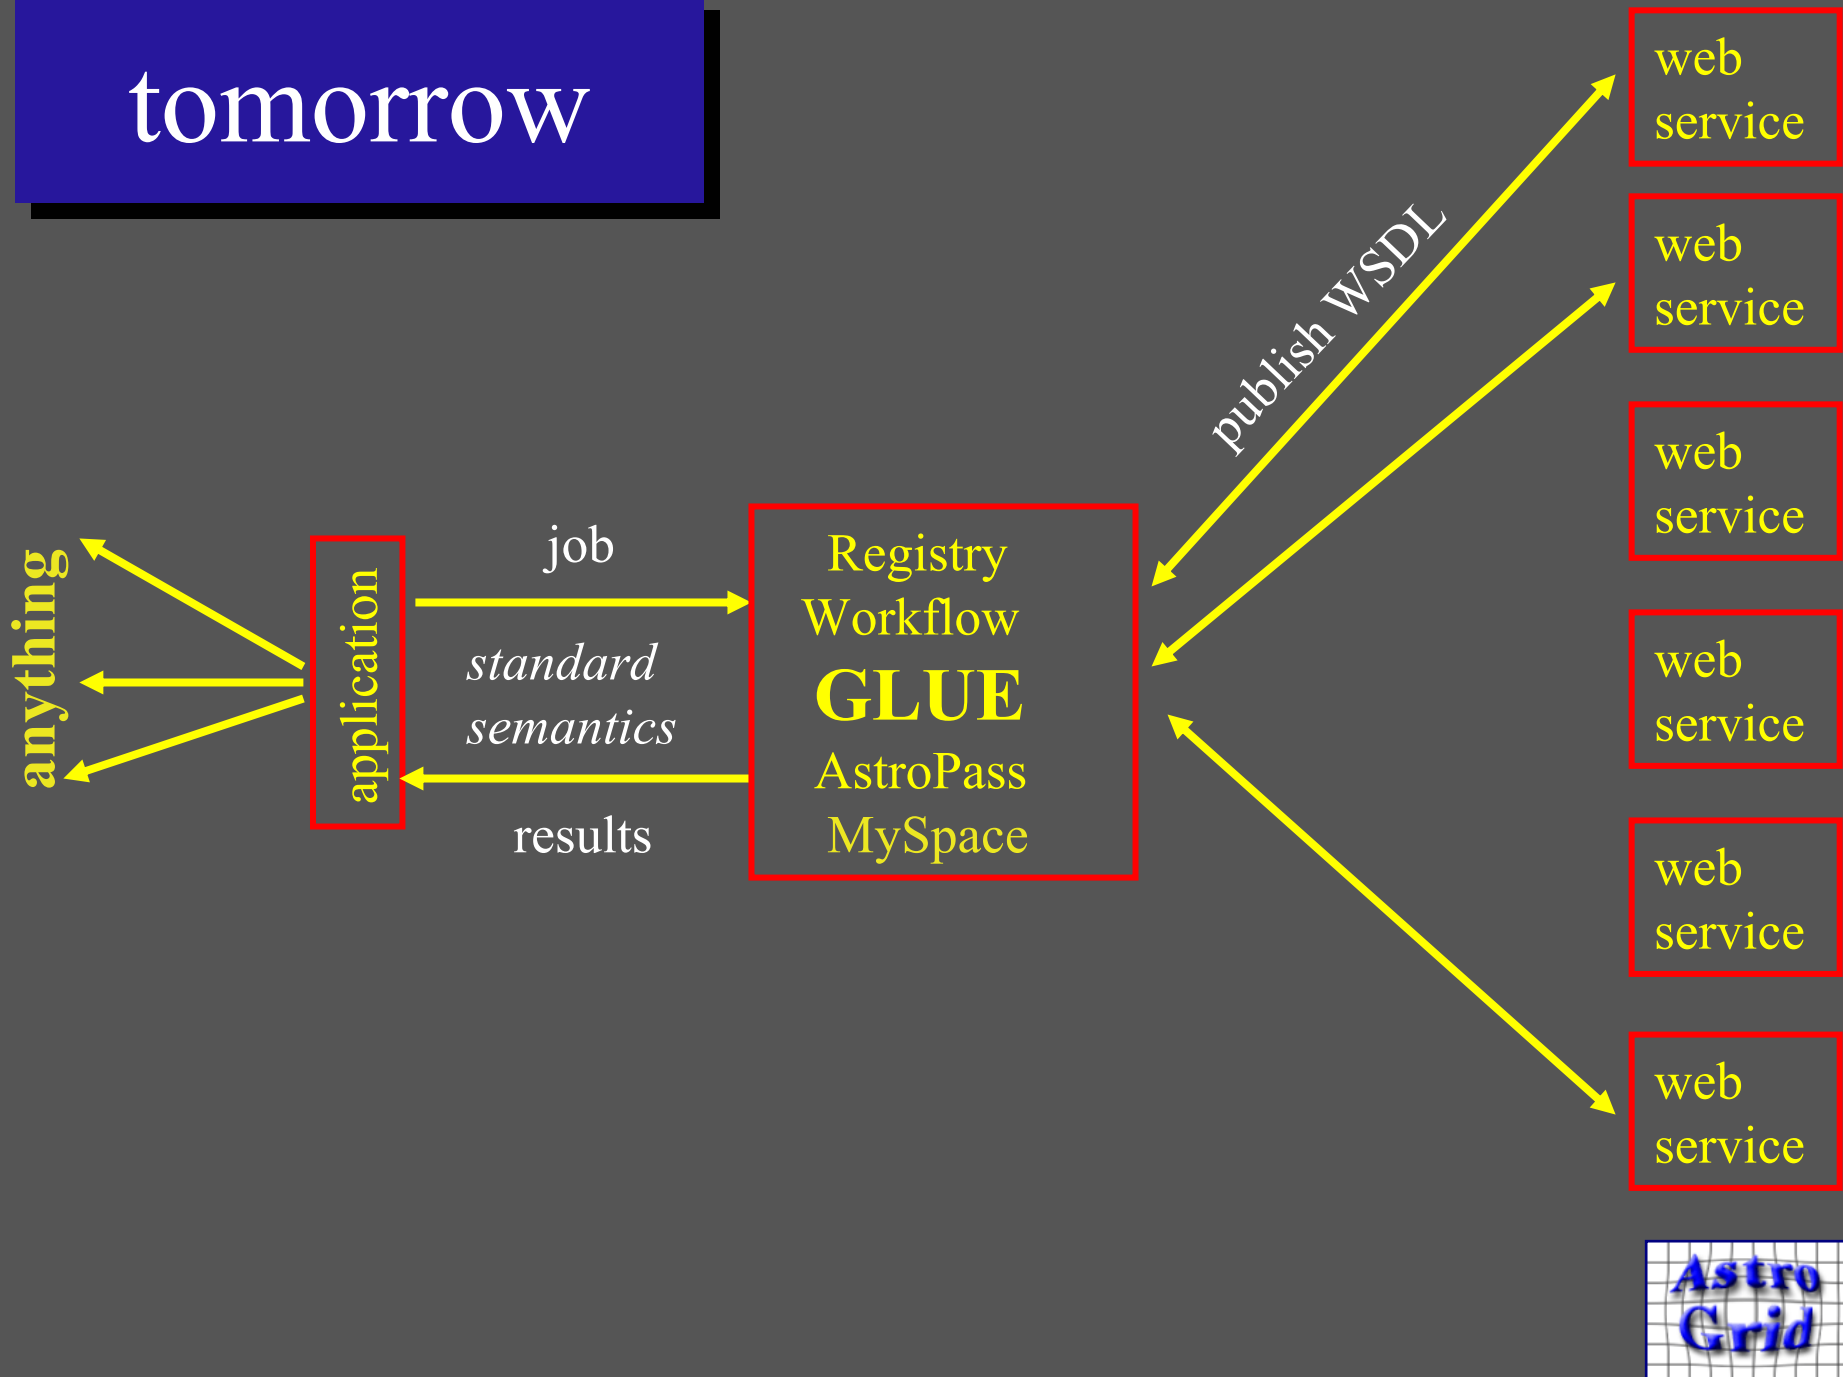 tomorrow
anything
application
job
standard
semantics
results
Registry
Workflow
GLUE
AstroPass
MySpace
publish WSDL
web
service
web
service
web
service
web
service
web
service
web
service
Astro
Grid